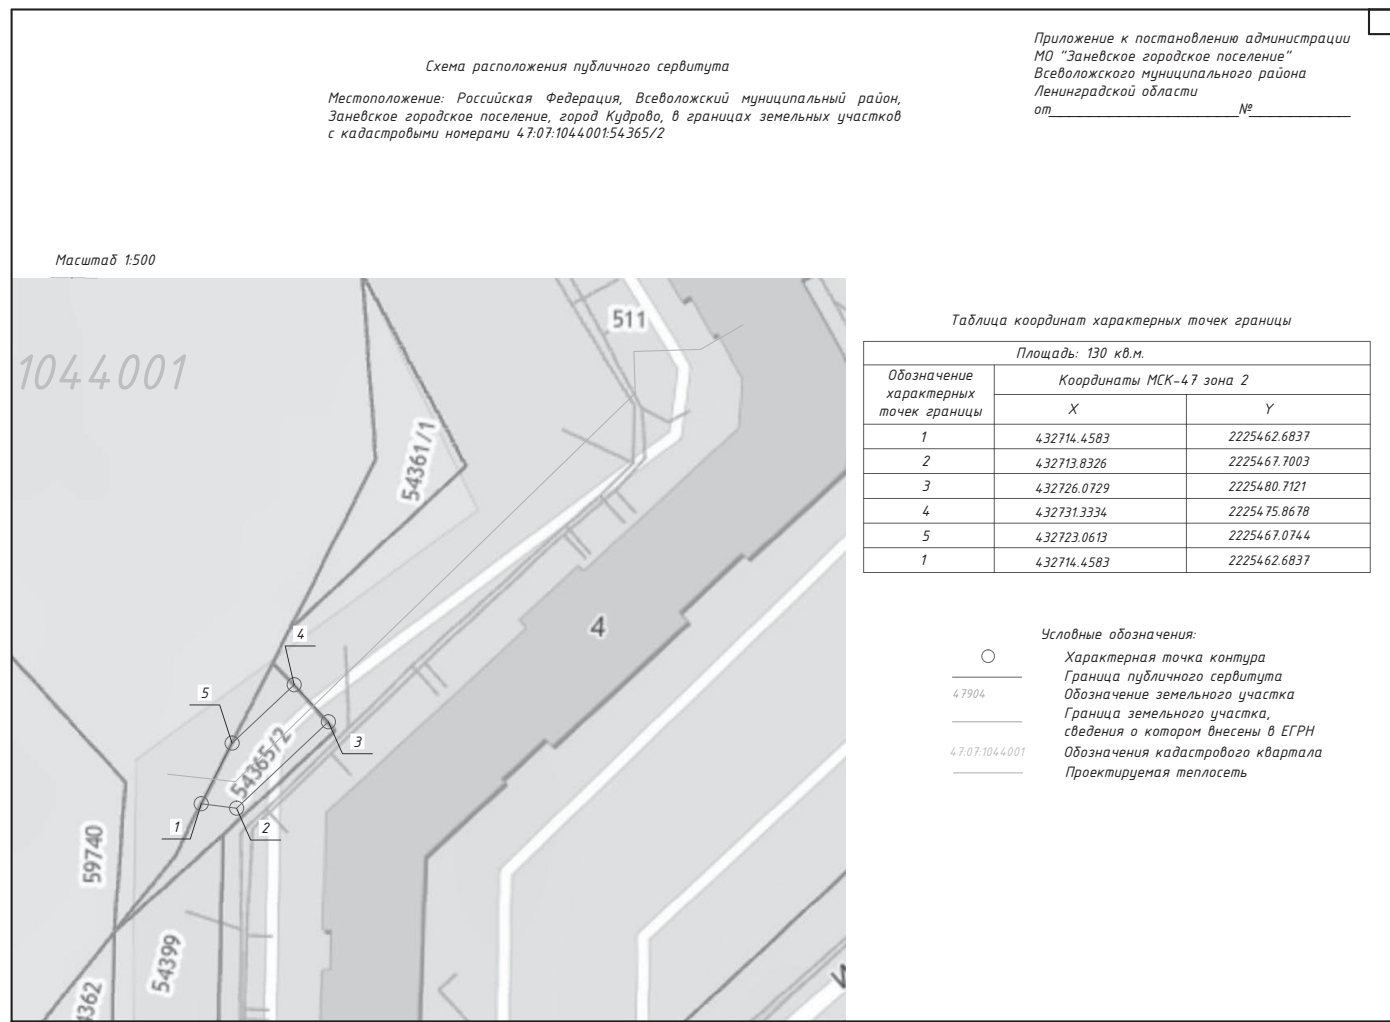 Приложение к постановлению администрации
МО "Заневское городское поселение"
Всеволожского муниципального района
Ленинградской области
от___________________№__________
Схема расположения публичного сервитута
Местоположение: Российская Федерация, Всеволожский муниципальный район,
Заневское городское поселение, город Кудрово, в границах земельных участков
с кадастровыми номерами 47:07:1044001:54365/2
Масштаб 1:500
1044001
511
54361/1
4
4
5
3
54365/2
1
2
59740
54399
4362
Таблица координат характерных точек границы
Площадь: 130 кв.м.
Обозначение
характерных
точек границы
Координаты МСК-47 зона 2
X Y
1 432714.4583 2225462.6837
2 432713.8326 2225467.7003
3 432726.0729 2225480.7121
4 432731.3334 2225475.8678
5 432723.0613 2225467.0744
1 432714.4583 2225462.6837
Условные обозначения:
Характерная точка контура
Граница публичного сервитута
47904 Обозначение земельного участка
Граница земельного участка,
сведения о котором внесены в ЕГРН
47:07:1044001 Обозначения кадастрового квартала
Проектируемая теплосеть